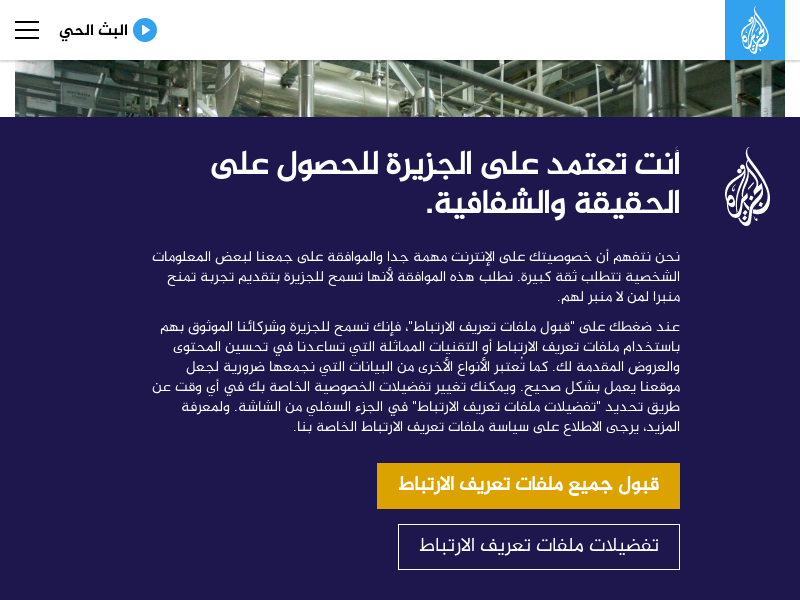 البث الحي
أنت تعتمد على الجزيرة للحصول على
الحقيقة والشفافية.
نحن نتفهم أن خصوصيتك على الإنترنت مهمة جدا والموافقة على جمعنا لبعض المعلومات
الشخصية تتطلب ثقة كبيرة. نطلب هذه الموافقة لأنها تسمح للجزيرة بتقديم تجربة تمنح
منبرا لمن لا منبر لهم.
عند ضغطك على "قبول ملفات تعريف الارتباط"، فإنك تسمح للجزيرة وشركائنا الموثوق بهم
باستخدام ملفات تعريف الارتباط أو التقنيات المماثلة التي تساعدنا في تحسين المحتوى
والعروض المقدمة لك. كما تُعتبر الأنواع الأخرى من البيانات التي نجمعها ضرورية لجعل
موقعنا يعمل بشكل صحيح. ويمكنك تغيير تفضيلات الخصوصية الخاصة بك في أي وقت عن
طريق تحديد "تفضيلات ملفات تعريف الارتباط" في الجزء السفلي من الشاشة. ولمعرفة
المزيد، يرجى الاطلاع على سياسة ملفات تعريف الارتباط الخاصة بنا.
قبول جميع ملفات تعريف الارتباط
تفضيلات ملفات تعريف الارتباط